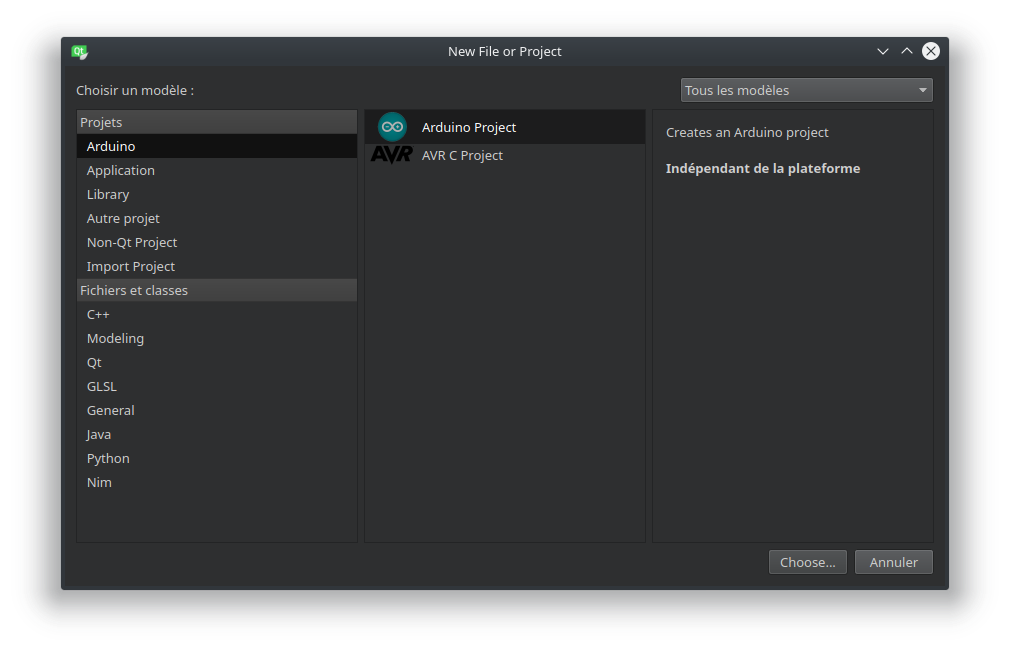 Qt
New File or Project
Choisir un modèle :
Tous les modèles
Projets
Arduino
Application
Library
Autre projet
Non-Qt Project
Import Project
Fichiers et classes
C++
Modeling
Qt
GLSL
General
Java
Python
Nim
Arduino Project
AVR AVR C Project
Creates an Arduino project
Indépendant de la plateforme
Choose...
Annuler